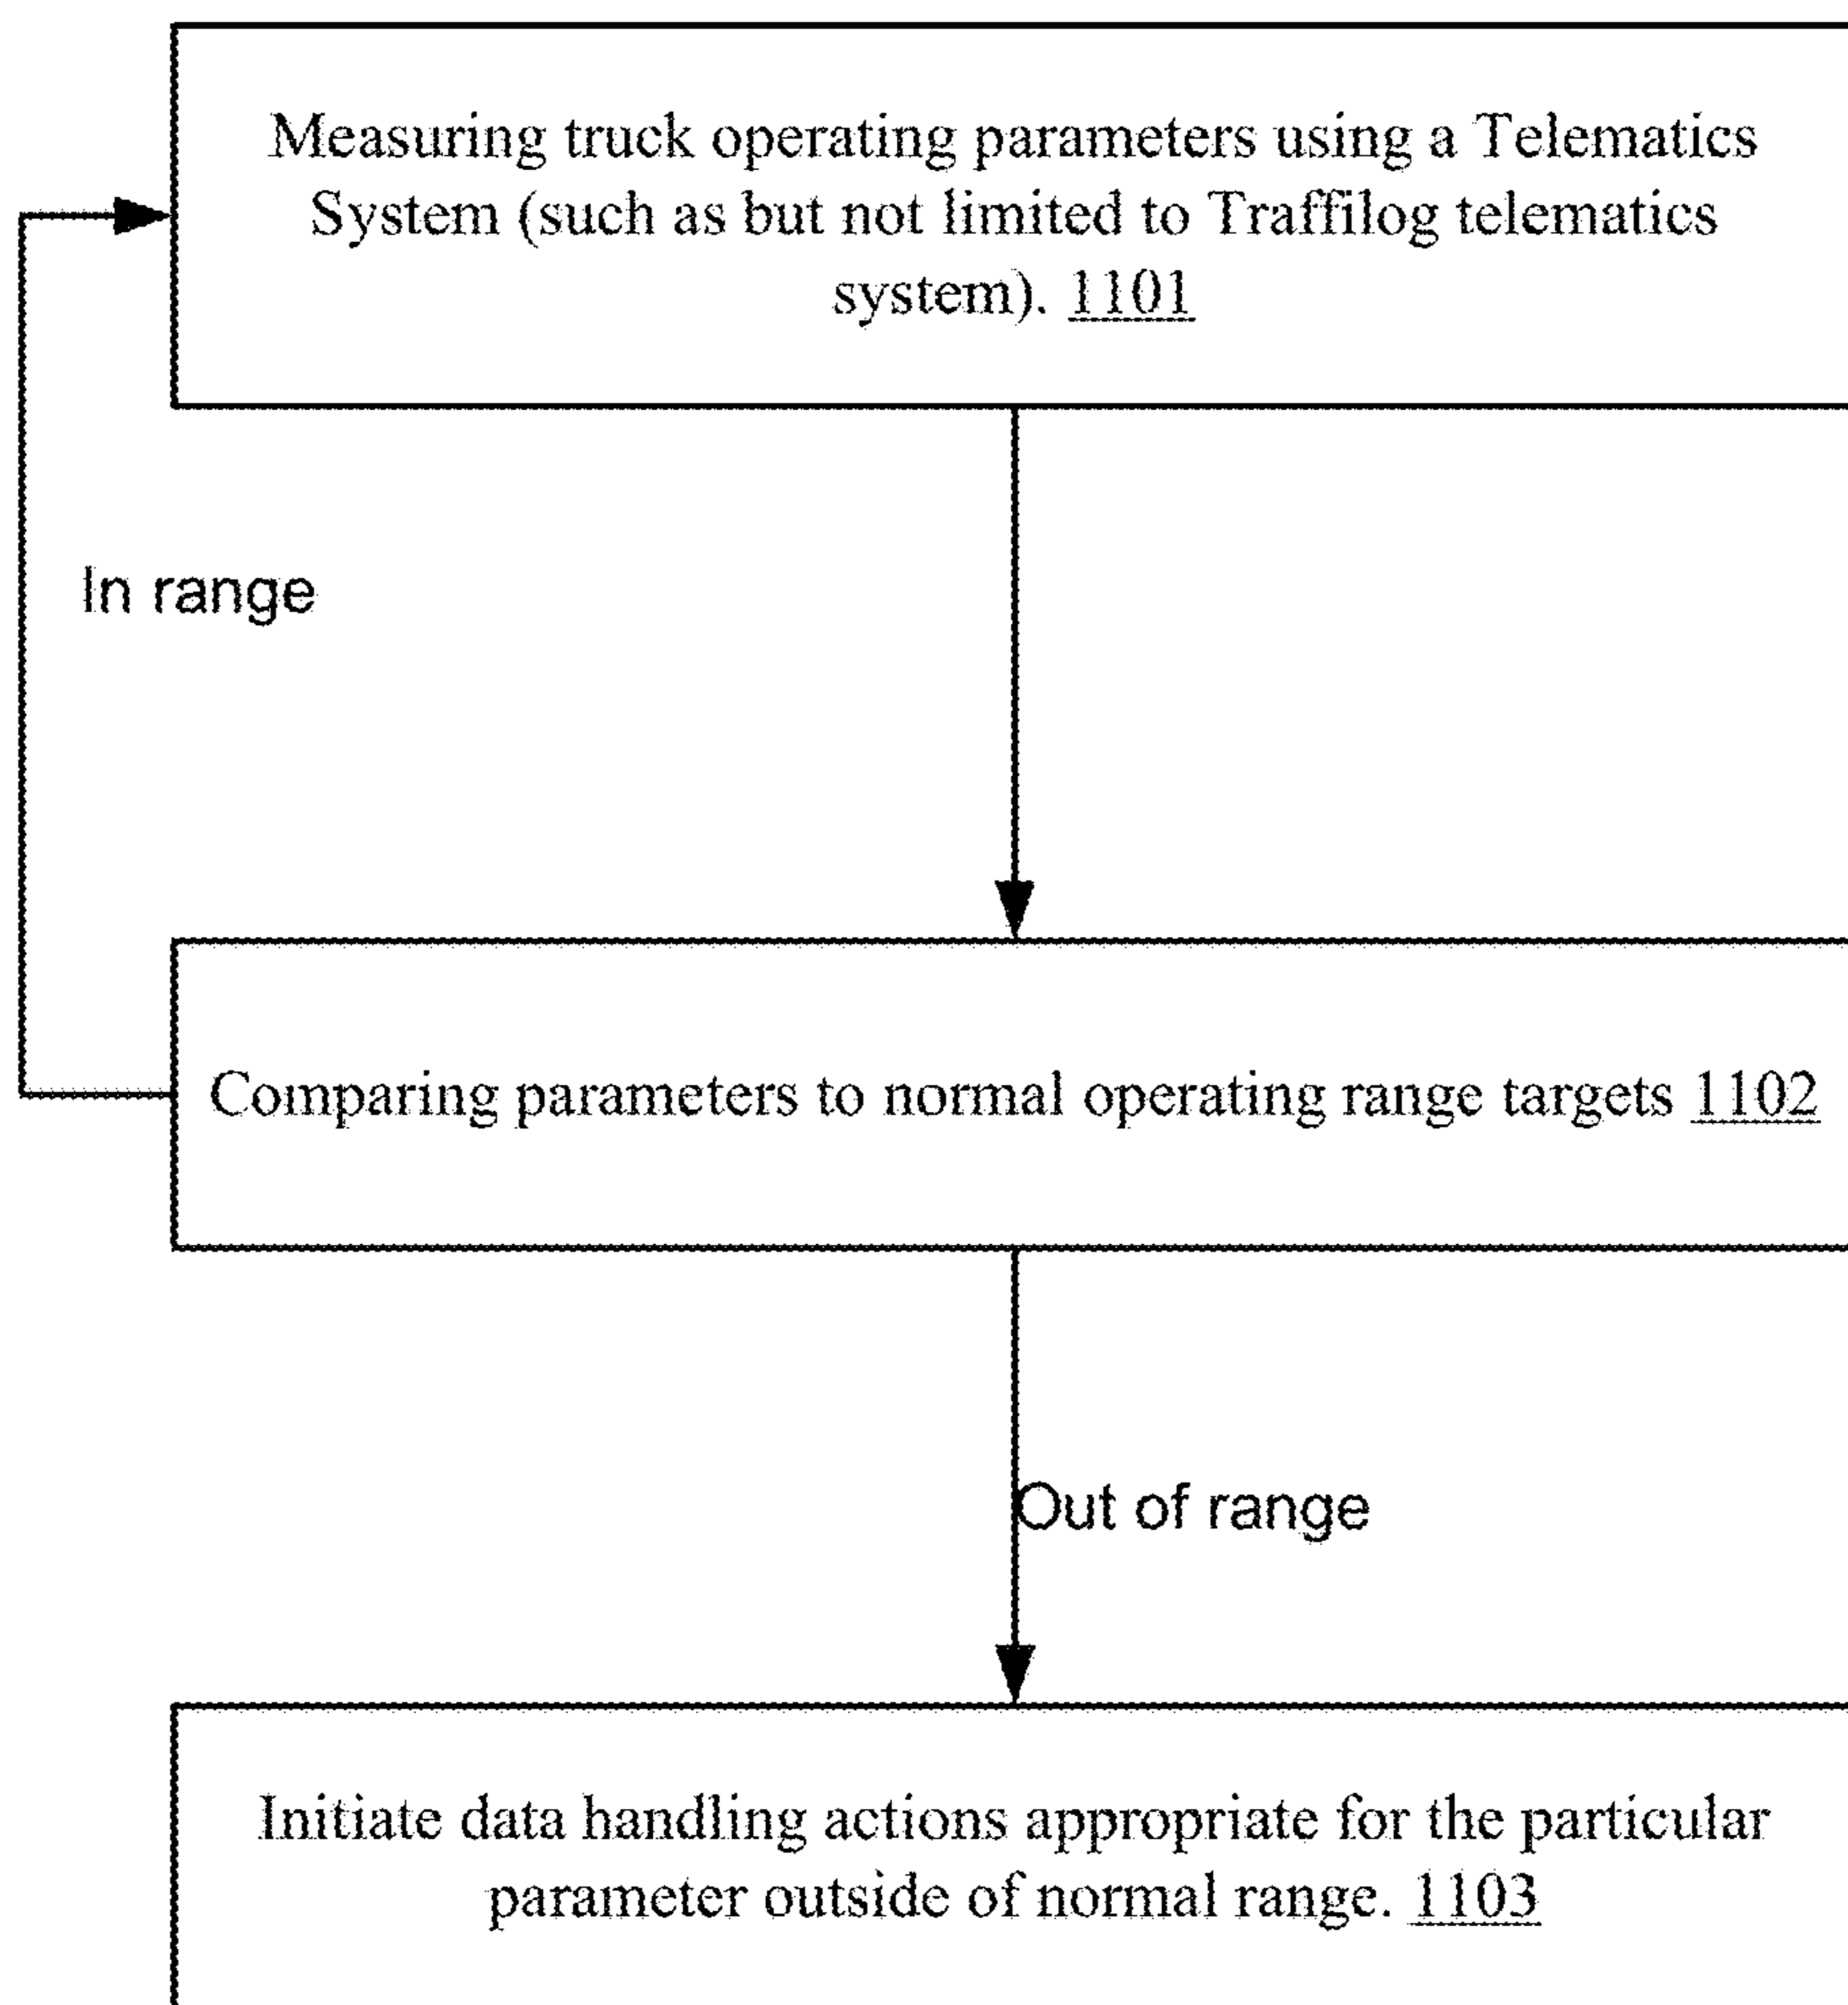 Measuring truck operating parameters using a Telematics
System (such as but not limited to Traffilog telematics
system). 1101
In range
Comparing parameters to normal operating range targets 1102
Out of range
Initiate data handling actions appropriate for the particular
parameter outside of normal range. 1103